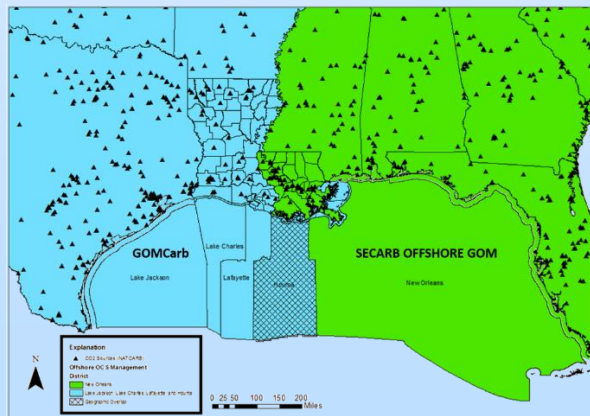 GOMCarb
SECARB OFFSHORE GOM
Lake Charles
Lake Jackson
Lafayette
Houma
New Orleans
Explanation
CO2 Sources (NATCARB)
Offshore OCS Management
District
New Orleans
Lake Jackson, Lake Charles, Lafayette and Houma
Geographic Overlap
N
0 25 50 100 150 200
Miles